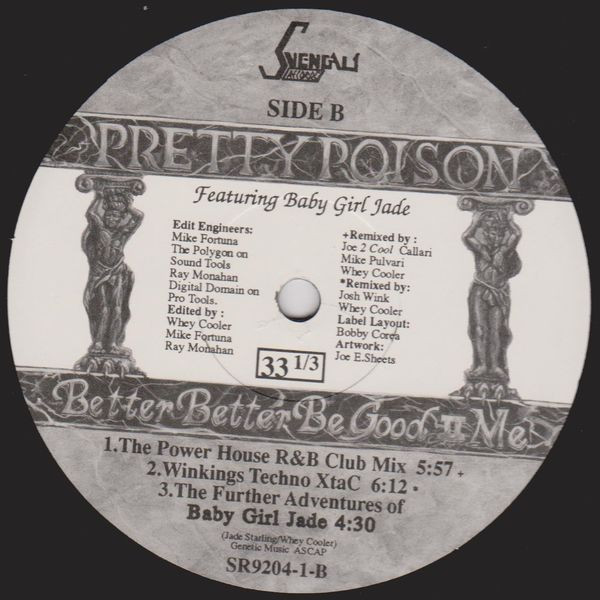 Svengali
Records
SIDE B
PRETTY POISON
Featuring Baby Girl Jade
Edit Engineers:
Mike Fortuna
The Polygon on
Sound Tools
Ray Monahan
Digital Domain on
Pro Tools.
Edited by :
Whey Cooler
Mike Fortuna
Ray Monahan
+Remixed by :
Joe 2 Cool Callari
Mike Pulvari
Whey Cooler
*Remixed by:
Josh Wink
Whey Cooler
Label Layout:
Bobby Corea
Artwork:
Joe E.Sheets
33 1/3
Better Better Be Good II Me
1.The Power House R&B Club Mix 5:57 +
2.Winkings Techno XtaC 6:12 *
3.The Further Adventures of
Baby Girl Jade 4:30
(Jade Starling/Whey Cooler)
Genetic Music ASCAP
SR9204-1-B